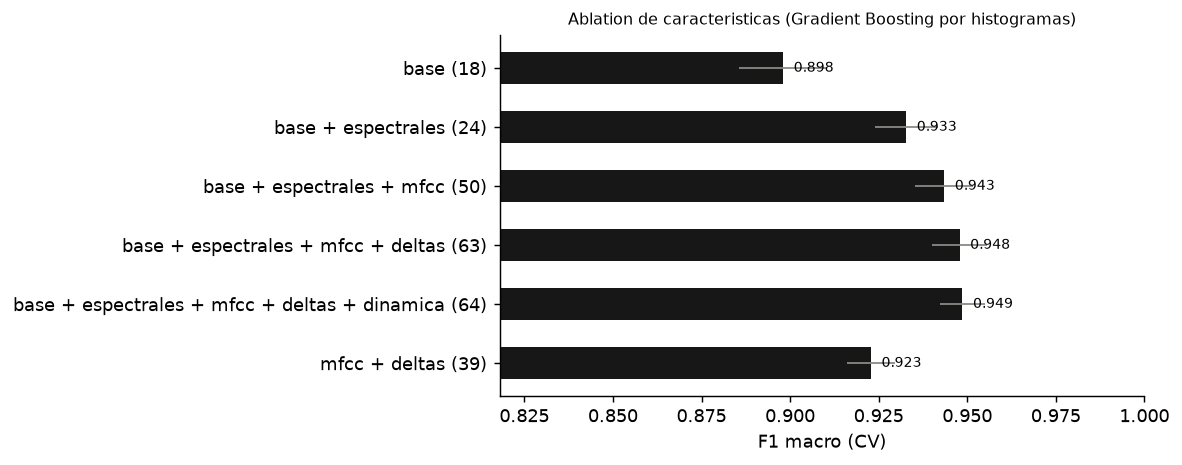 Ablation de caracteristicas (Gradient Boosting por histogramas)
base (18)
0.898
base + espectrales (24)
0.933
base + espectrales + mfcc (50)
0.943
base + espectrales + mfcc + deltas (63)
0.948
base + espectrales + mfcc + deltas + dinamica (64)
0.949
mfcc + deltas (39)
0.923
0.825 0.850 0.875 0.900 0.925 0.950 0.975 1.000
F1 macro (CV)